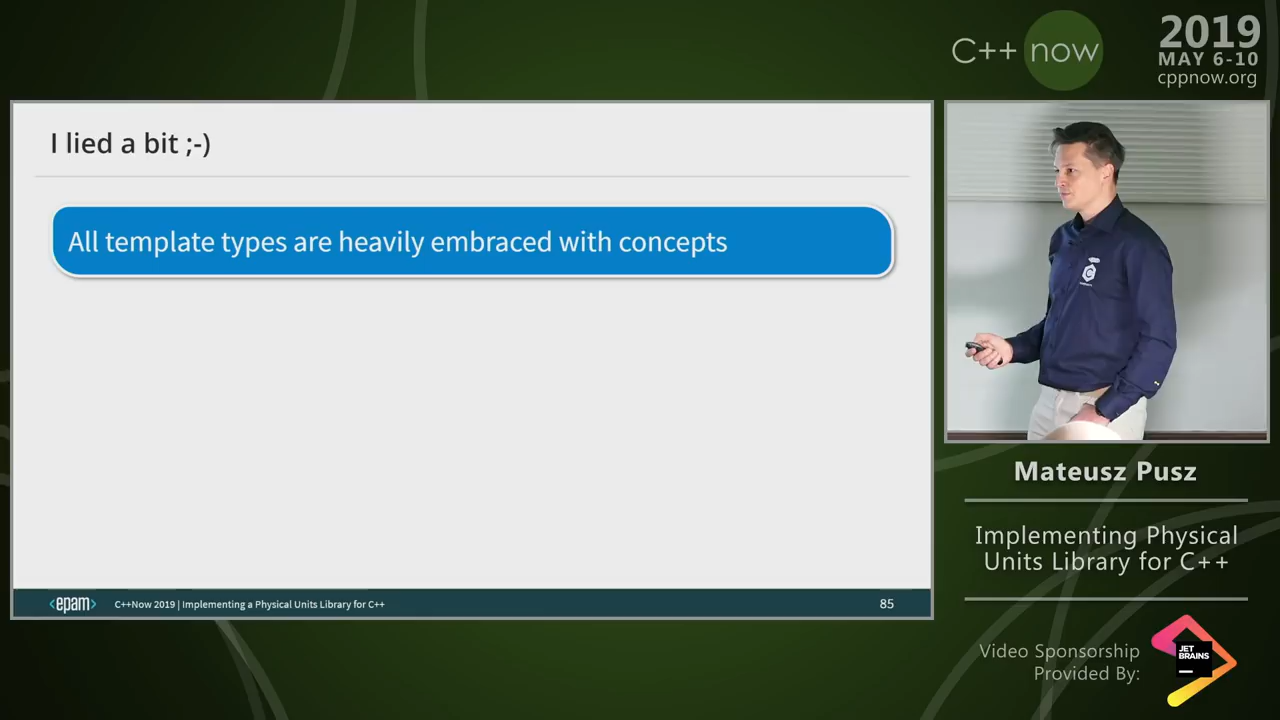 C++ now
2019
MAY 6-10
cppnow.org
I lied a bit ;-)
All template types are heavily embraced with concepts
<epam>
C++Now 2019 | Implementing a Physical Units Library for C++
85
Mateusz Pusz
Implementing Physical
Units Library for C++
Video Sponsorship
Provided By:
JET
BRAINS